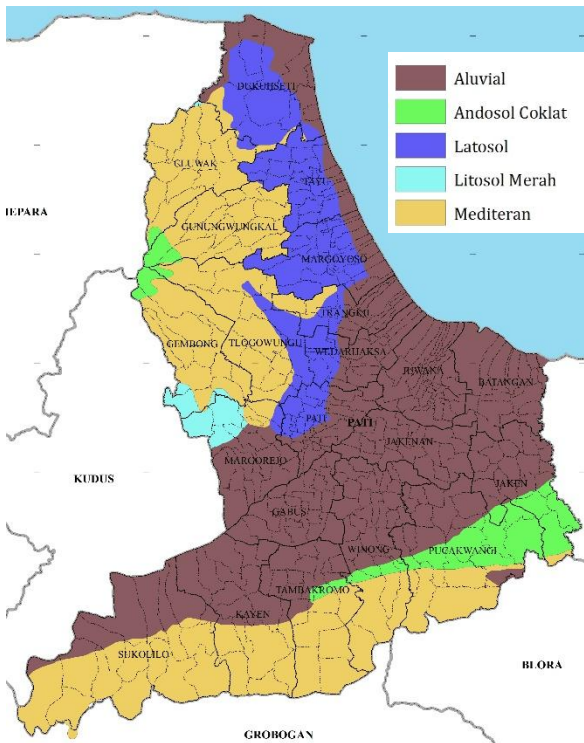 Aluvial
Andosol Coklat
Latosol
Litosol Merah
Mediteran
DUKUHSETI
CLUWAK
TAYU
JEPARA
GUNUNGWUNGKAL
MARGOYOSO
TRANGKIL
GEMBONG
TLOGOWUNGU
WEDARIJAKSA
JUWANA
BATANGAN
PATI
PATI
JAKENAN
MARGOREJO
KUDUS
JAKEN
GABUS
WINONG
PUCAKWANGI
TAMBAKROMO
KAYEN
SUKOLILO
BLORA
GROBOGAN